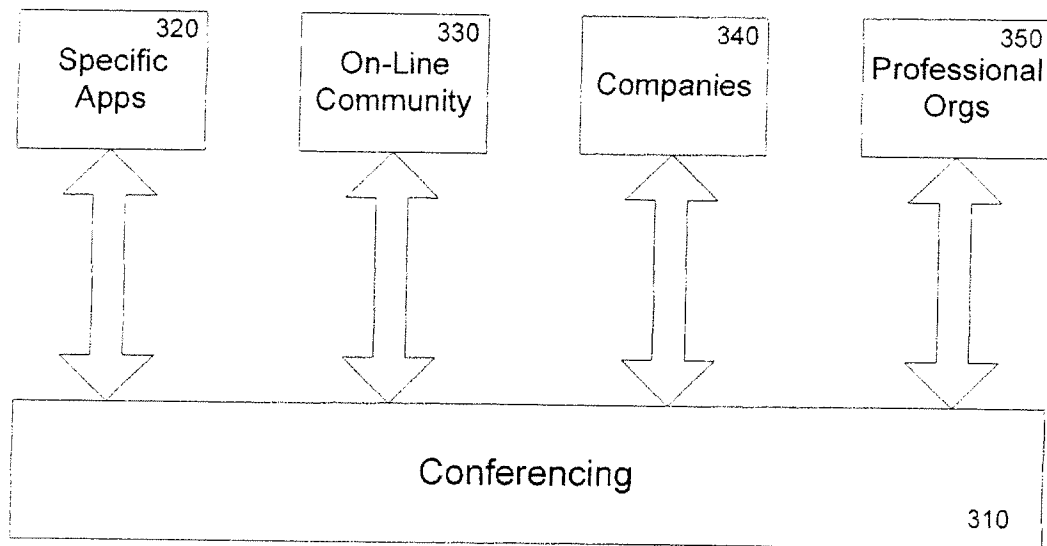 320
Specific
Apps
330
On-Line
Community
340
Companies
350
Professional
Orgs
Conferencing
310